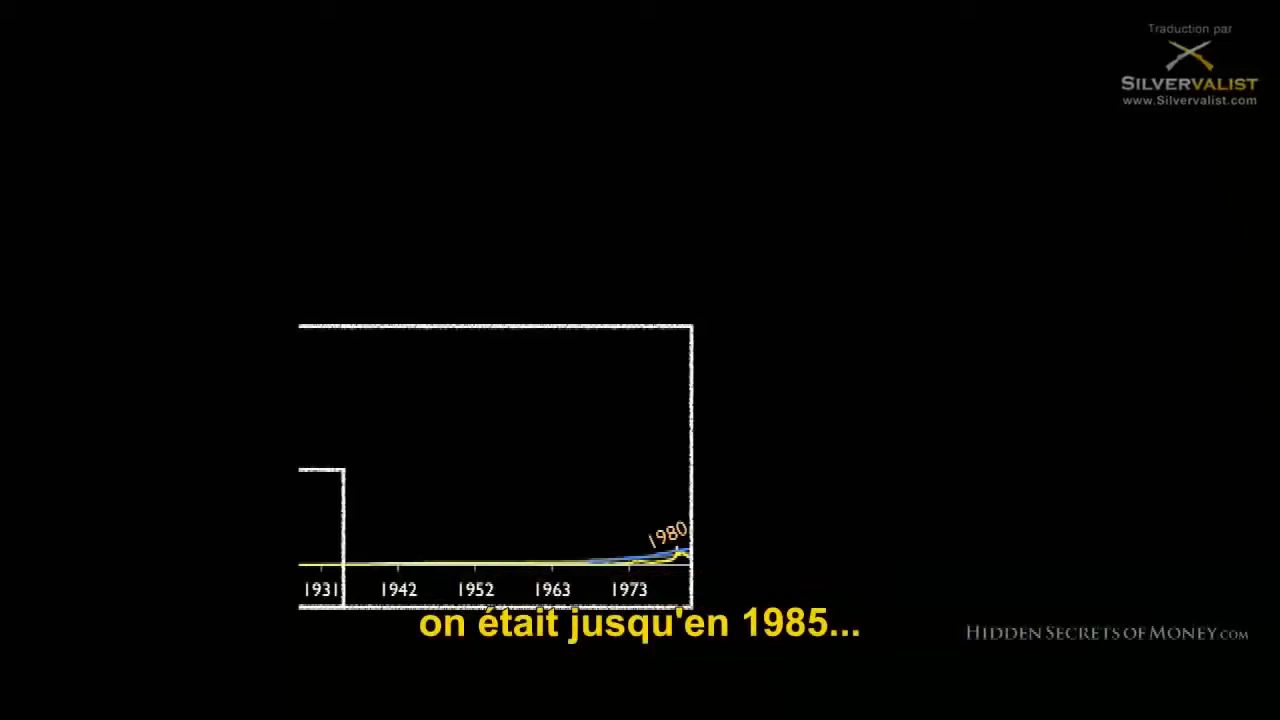 Traduction par
SILVERVALIST
www.Silvervalist.com
1980
1931 1942 1952 1963 1973
on était jusqu'en 1985...
HIDDEN SECRETS OF MONEY.COM